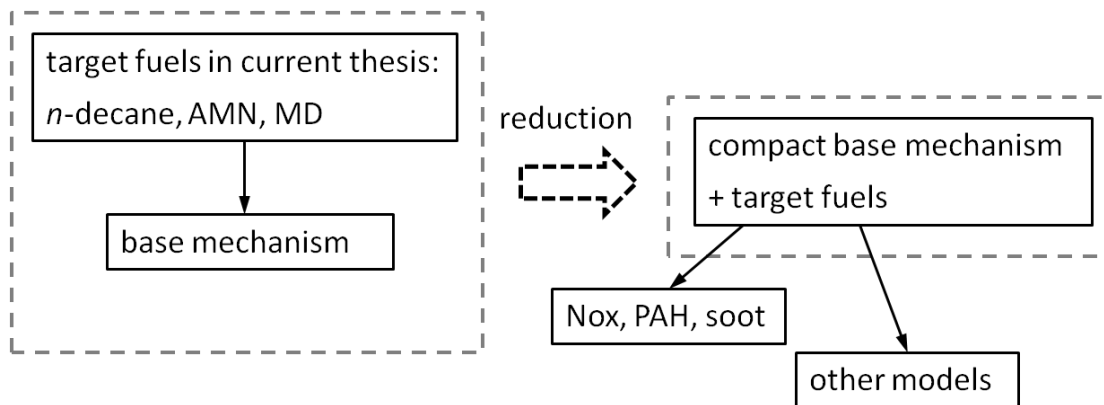 target fuels in current thesis:
n-decane, AMN, MD
base mechanism
reduction
compact base mechanism
+ target fuels
Nox, PAH, soot
other models